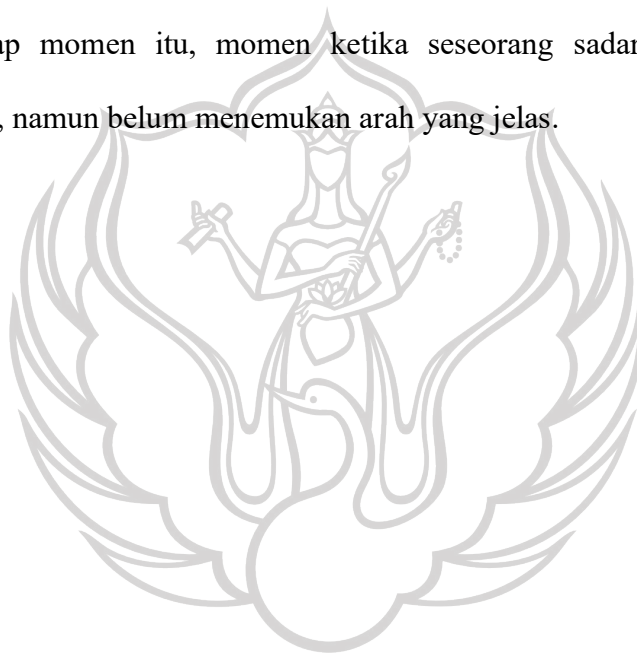 momen itu, momen ketika seseorang sadar
, namun belum menemukan arah yang jelas.